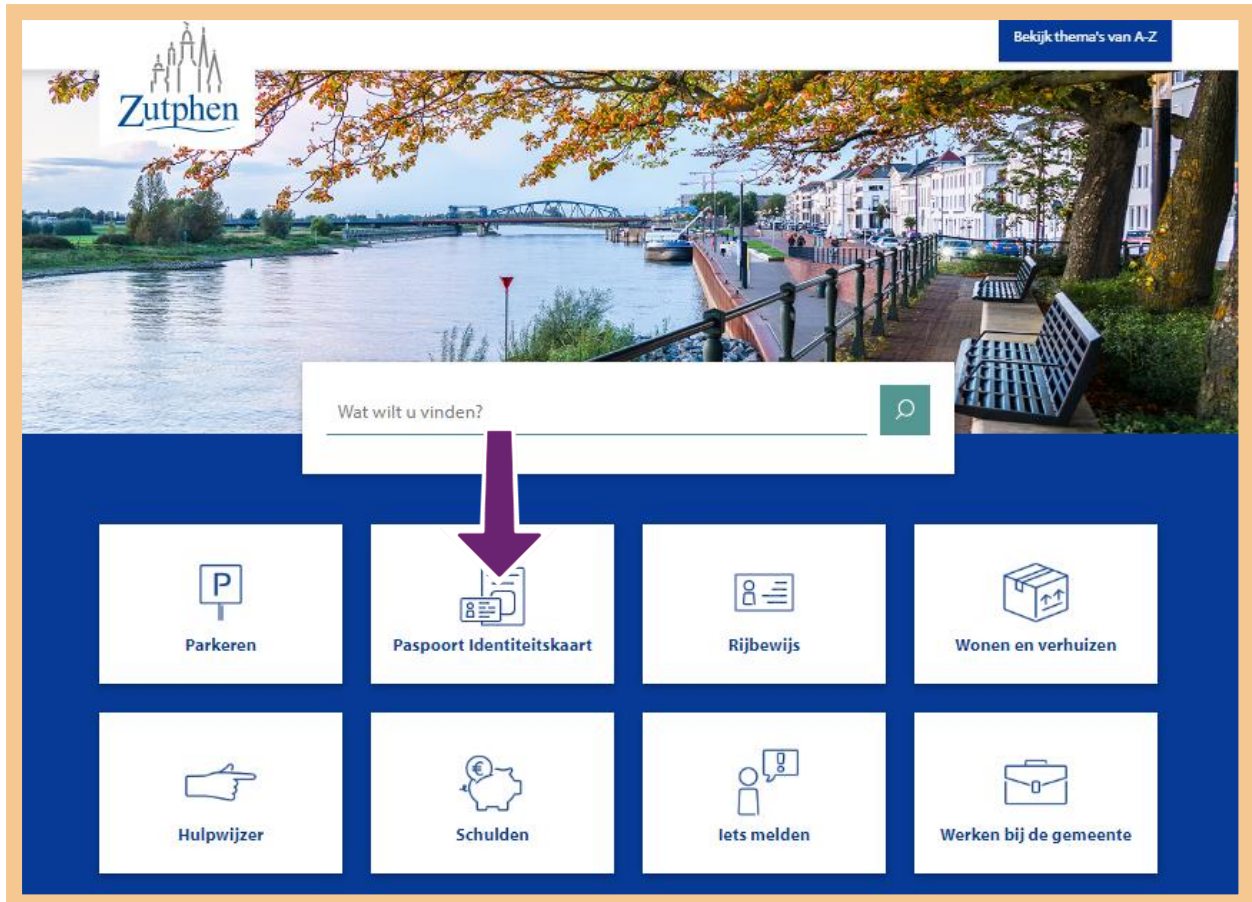 Bekijk thema's van A-Z
Zutphen
Wat wilt u vinden?
P
Parkeren
Paspoort Identiteitskaart
Rijbewijs
Wonen en verhuizen
Hulpwijzer
€
Schulden
!
Iets melden
Werken bij de gemeente